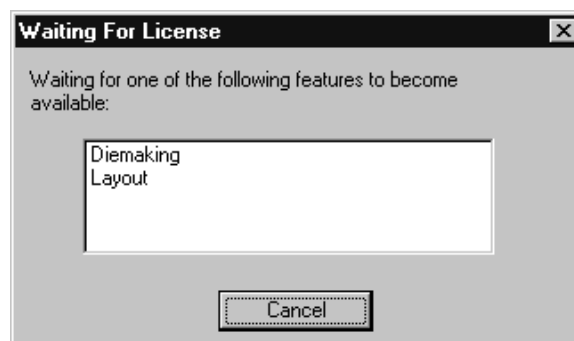 Waiting For License
Waiting for one of the following features to become
available:
Diemaking
Layout
Cancel